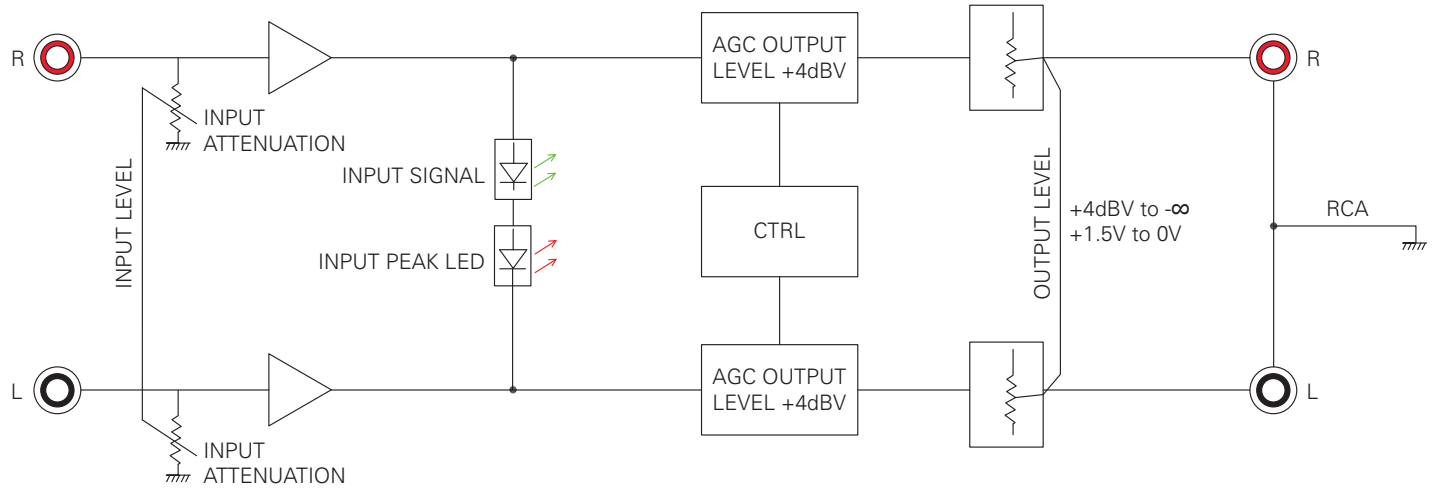 R
INPUT
ATTENUATION
INPUT LEVEL
INPUT SIGNAL
INPUT PEAK LED
AGC OUTPUT
LEVEL +4dBV
CTRL
OUTPUT LEVEL
+4dBV to -∞
+1.5V to 0V
R
RCA
L
INPUT
ATTENUATION
AGC OUTPUT
LEVEL +4dBV
L